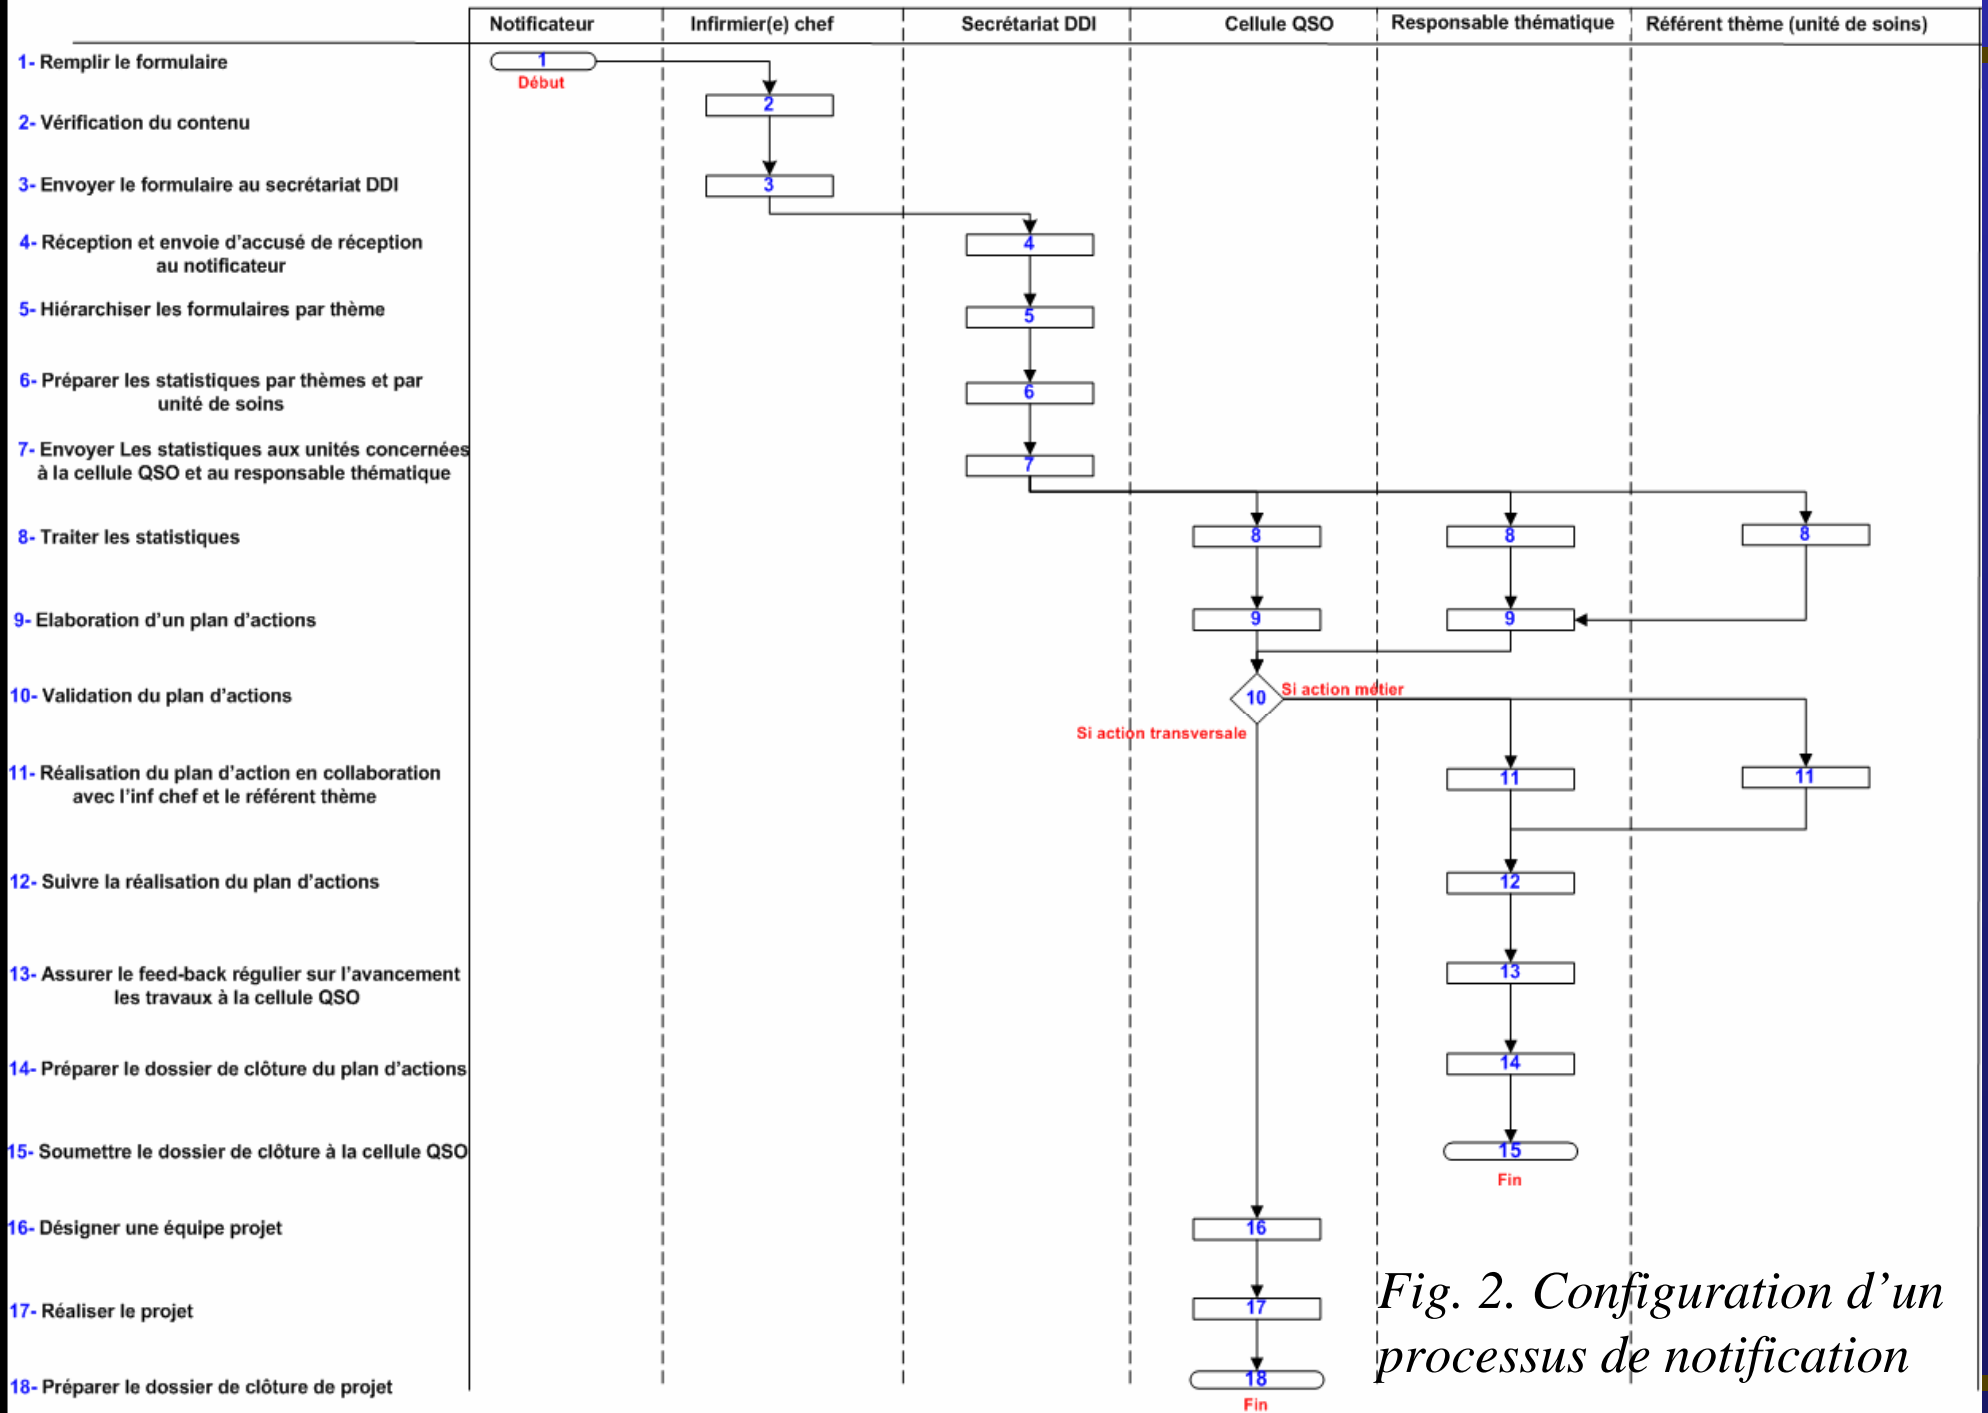 Notificateur
Infirmier(e) chef
Secrétariat DDI
Cellule QSO
Responsable thématique
Référent thème (unité de soins)
1- Remplir le formulaire
1
Début
2
2- Vérification du contenu
3- Envoyer le formulaire au secrétariat DDI
3
4- Réception et envoie d'accusé de réception
au notificateur
4
5- Hiérarchiser les formulaires par thème
5
6- Préparer les statistiques par thèmes et par
unité de soins
6
7- Envoyer Les statistiques aux unités concernées
à la cellule QSO et au responsable thématique
7
8- Traiter les statistiques
8
8
8
9- Elaboration d'un plan d'actions
9
9
10- Validation du plan d'actions
10
Si action métier
Si action transversale
11- Réalisation du plan d'action en collaboration
avec l'inf chef et le référent thème
11
11
12- Suivre la réalisation du plan d'actions
12
13- Assurer le feed-back régulier sur l'avancement
les travaux à la cellule QSO
13
14- Préparer le dossier de clôture du plan d'actions
14
15- Soumettre le dossier de clôture à la cellule QSO
15
Fin
16- Désigner une équipe projet
16
17- Réaliser le projet
17
18- Préparer le dossier de clôture de projet
18
Fin
Fig. 2. Configuration d'un
processus de notification